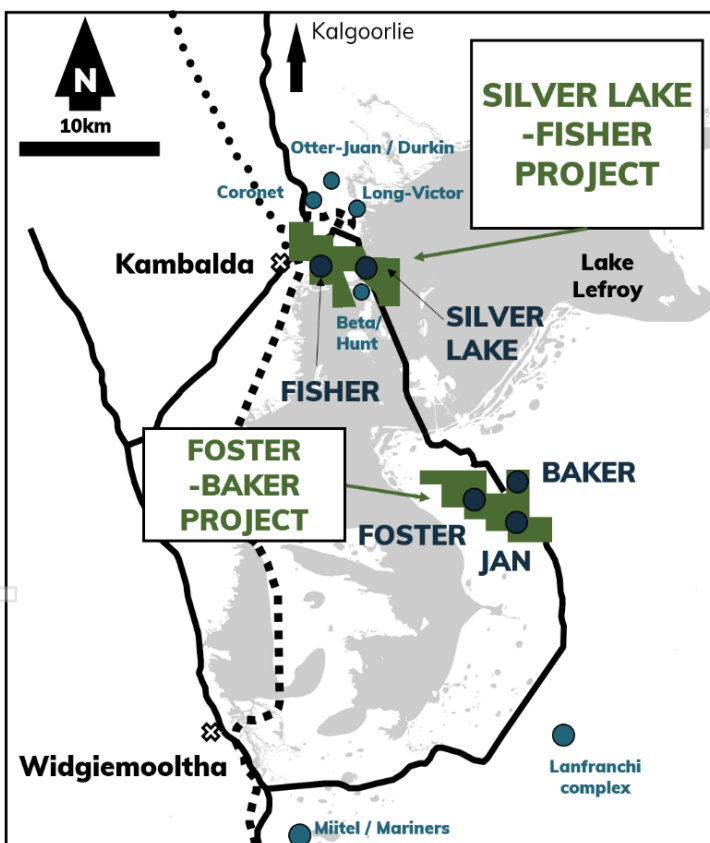 Kalgoorlie
N
10km
SILVER LAKE
-FISHER
PROJECT
Otter-Juan / Durkin
Coronet
Long-Victor
Kambalda
Lake
Lefroy
Beta/
Hunt
SILVER
LAKE
FISHER
FOSTER
-BAKER
PROJECT
BAKER
FOSTER
JAN
Widgiemooltha
Lanfranchi
complex
Miitel / Mariners